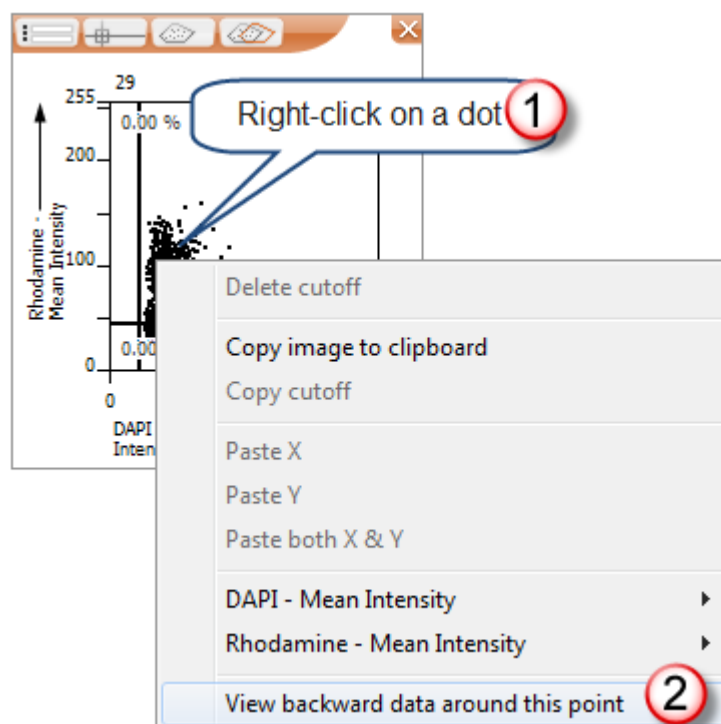 29
255
0.00 %
Right-click on a dot 1
200
100
Rhodamine -
Mean Intensity
0.00
0
0
DAPI
Inten
Delete cutoff
Copy image to clipboard
Copy cutoff
Paste X
Paste Y
Paste both X & Y
DAPI - Mean Intensity
Rhodamine - Mean Intensity
View backward data around this point 2